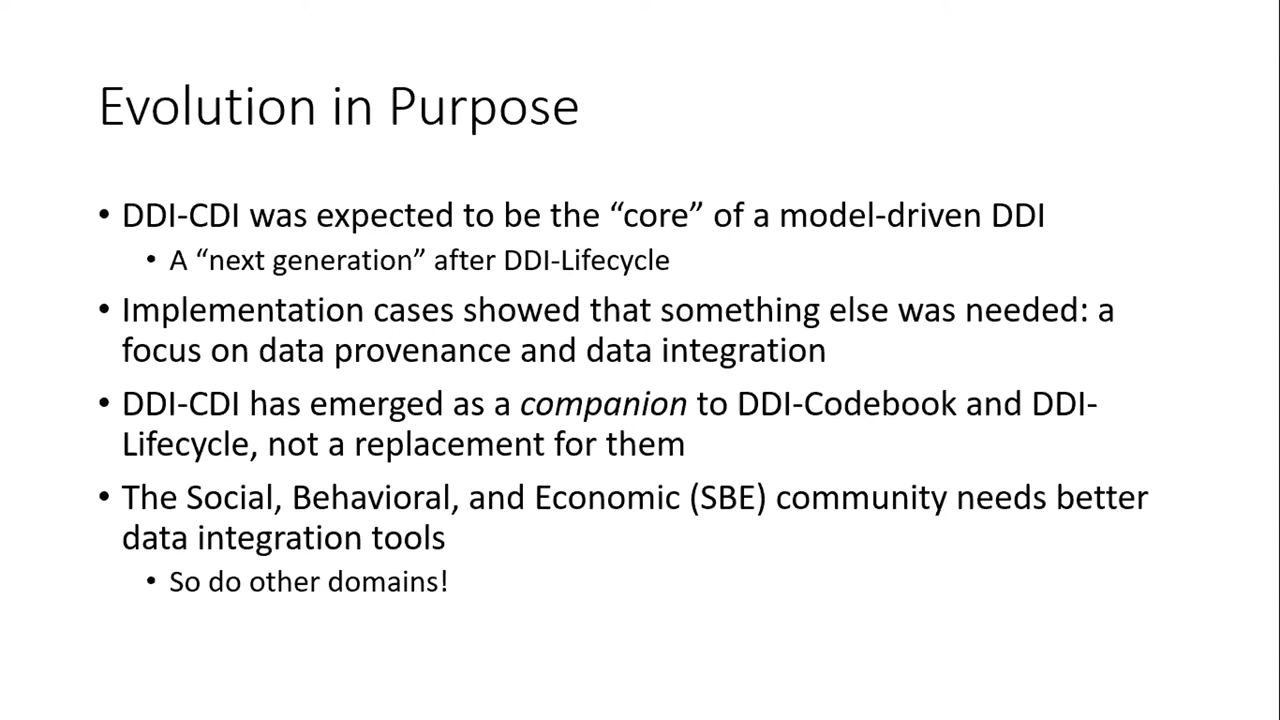 Evolution in Purpose
• DDI-CDI was expected to be the “core” of a model-driven DDI
• A “next generation” after DDI-Lifecycle
• Implementation cases showed that something else was needed: a
focus on data provenance and data integration
• DDI-CDI has emerged as a companion to DDI-Codebook and DDI-
Lifecycle, not a replacement for them
• The Social, Behavioral, and Economic (SBE) community needs better
data integration tools
• So do other domains!